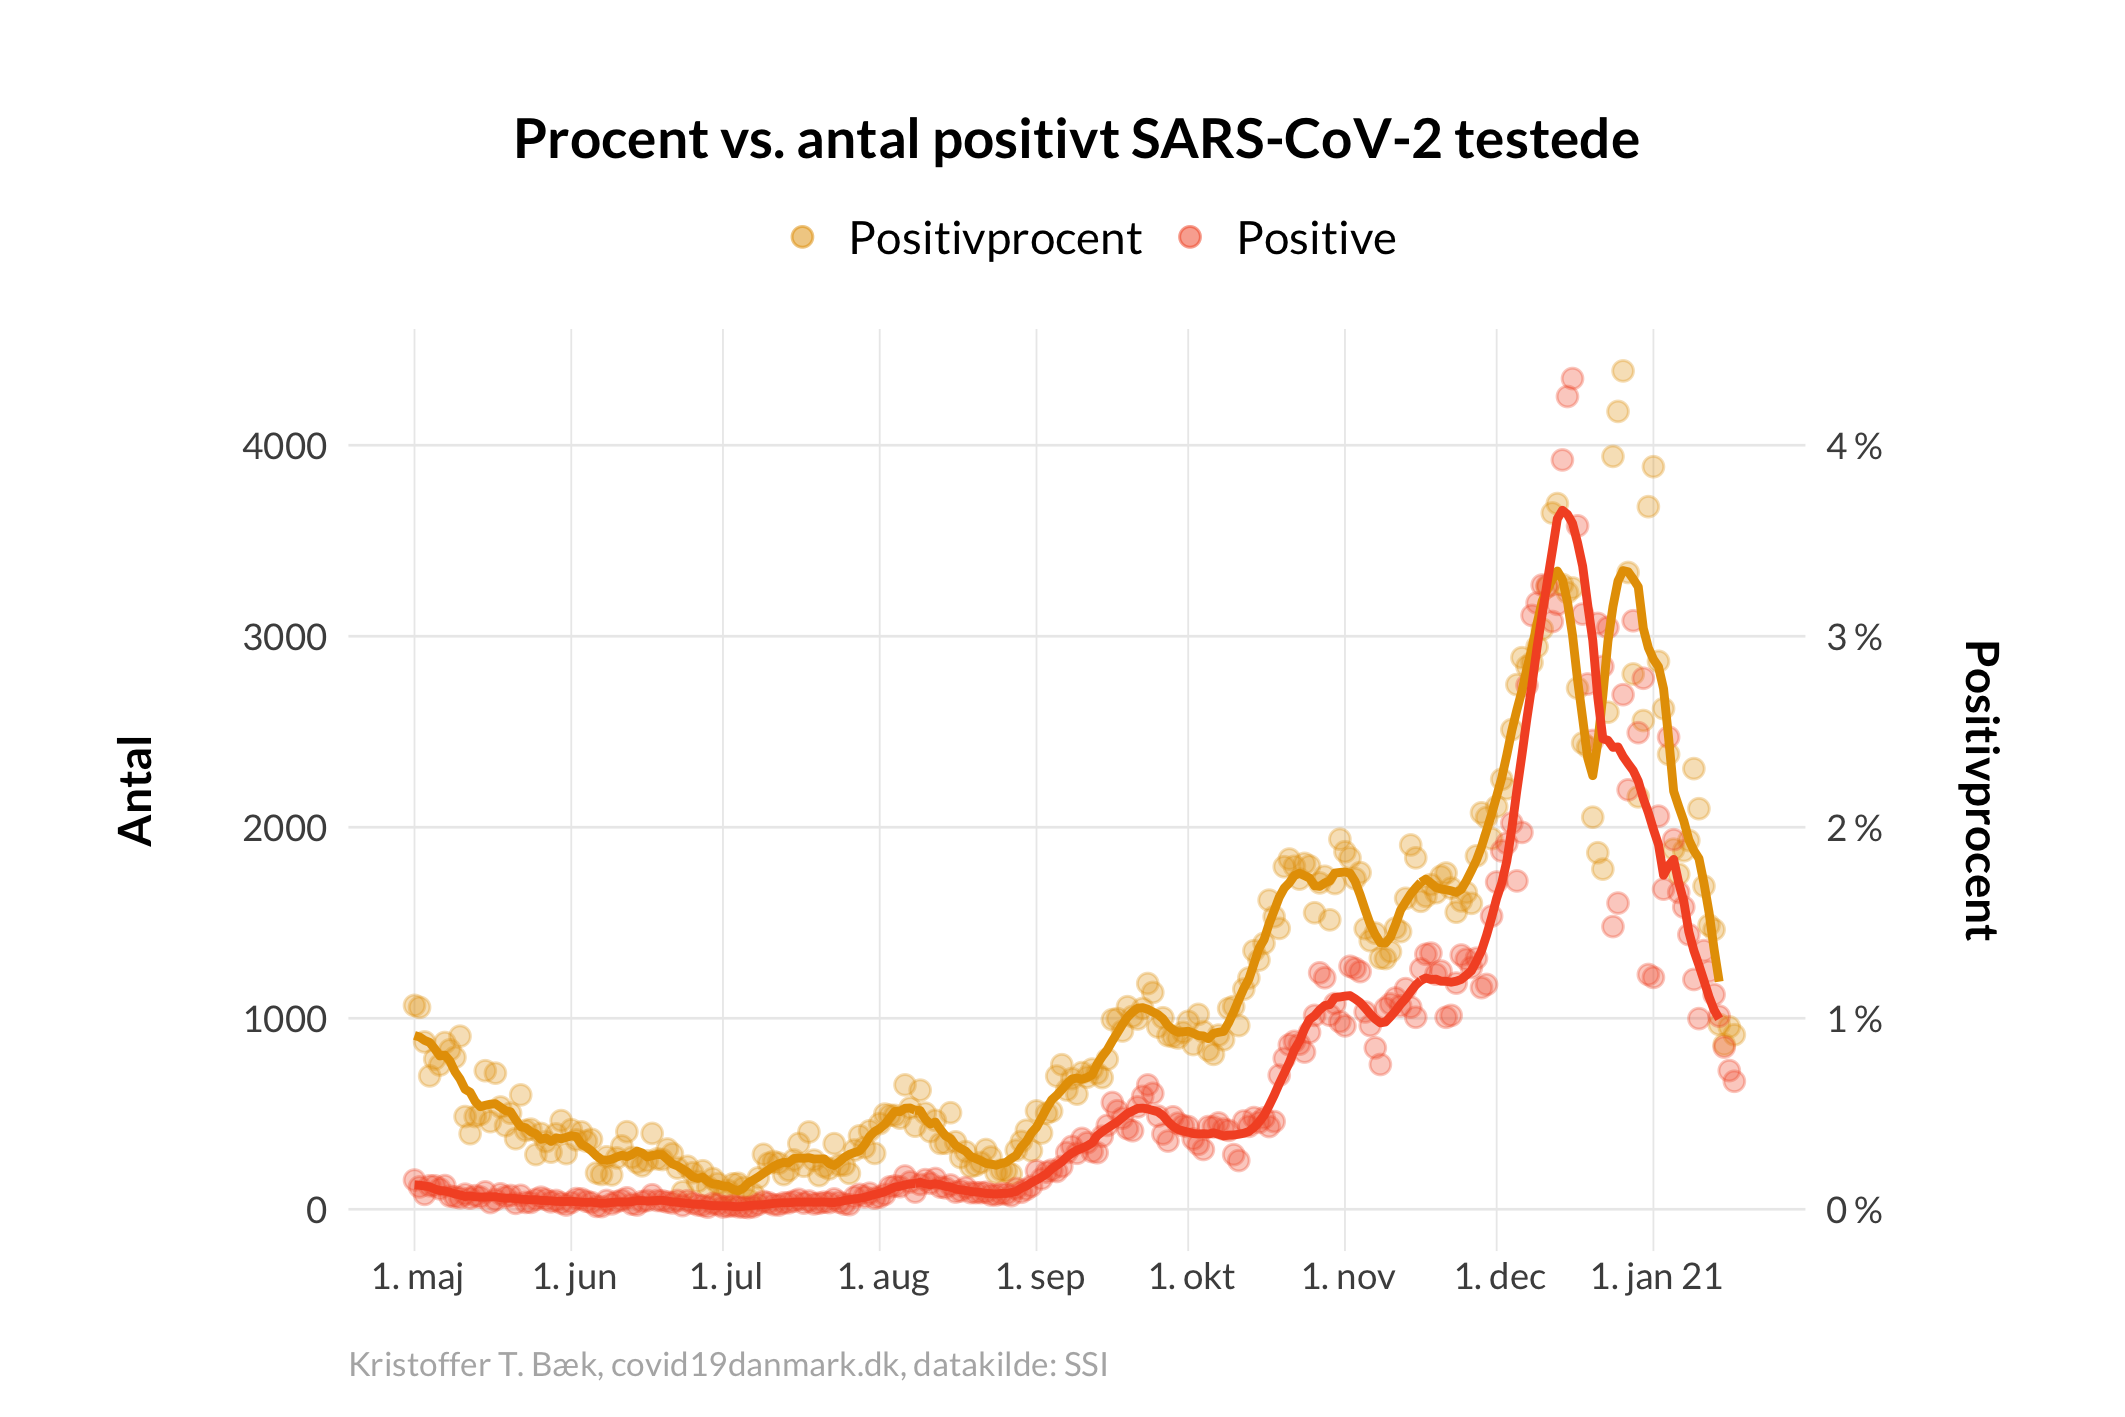 Procent vs. antal positivt SARS-CoV-2 testede
Positivprocent Positive
Antal
4000
3000
2000
1000
0
4 %
3 %
2 %
1 %
0 %
Positivprocent
1. maj 1. jun 1. jul 1. aug 1. sep 1. okt 1. nov 1. dec 1. jan 21
Kristoffer T. Bæk, covid19danmark.dk, datakilde: SSI